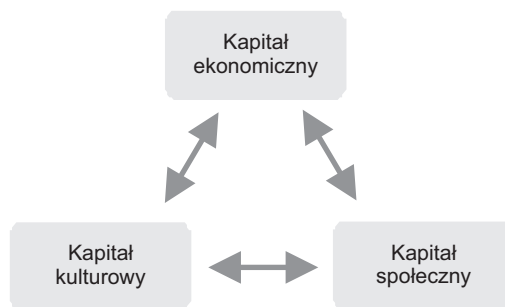 Kapitał
ekonomiczny
Kapitał
kulturowy
Kapitał
społeczny